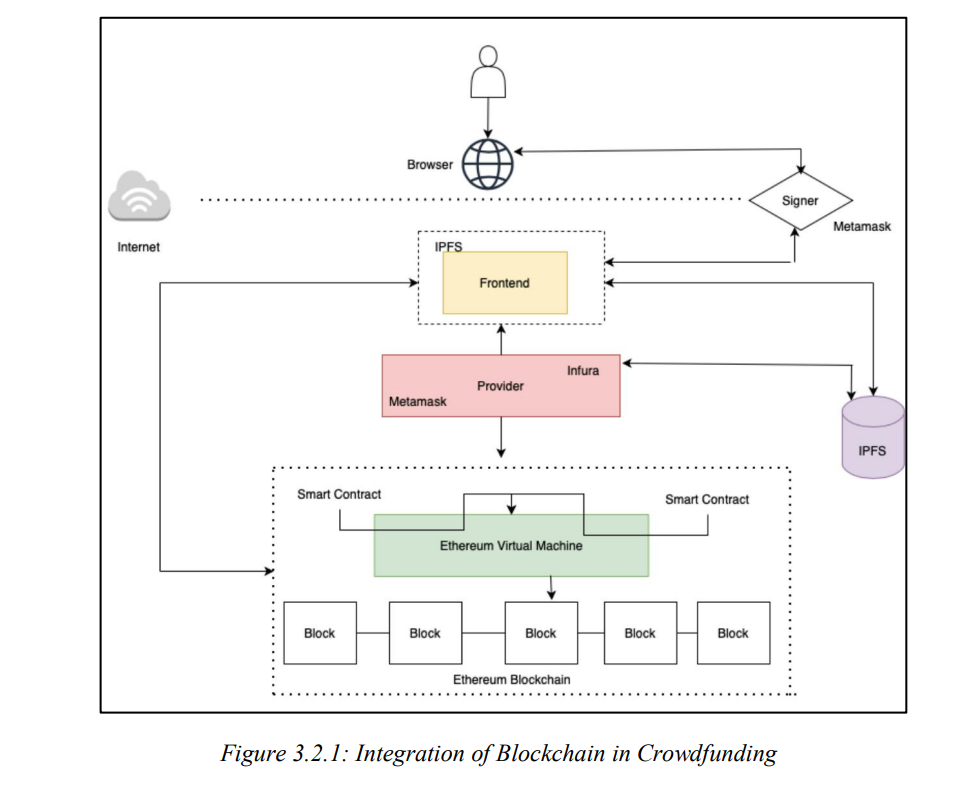 Browser
Signer
Metamask
Internet
IPFS
Frontend
Infura
Provider
Metamask
IPFS
Smart Contract
Smart Contract
Ethereum Virtual Machine
Block
Block
Block
Block
Block
Ethereum Blockchain
Figure 3.2.1: Integration of Blockchain in Crowdfunding